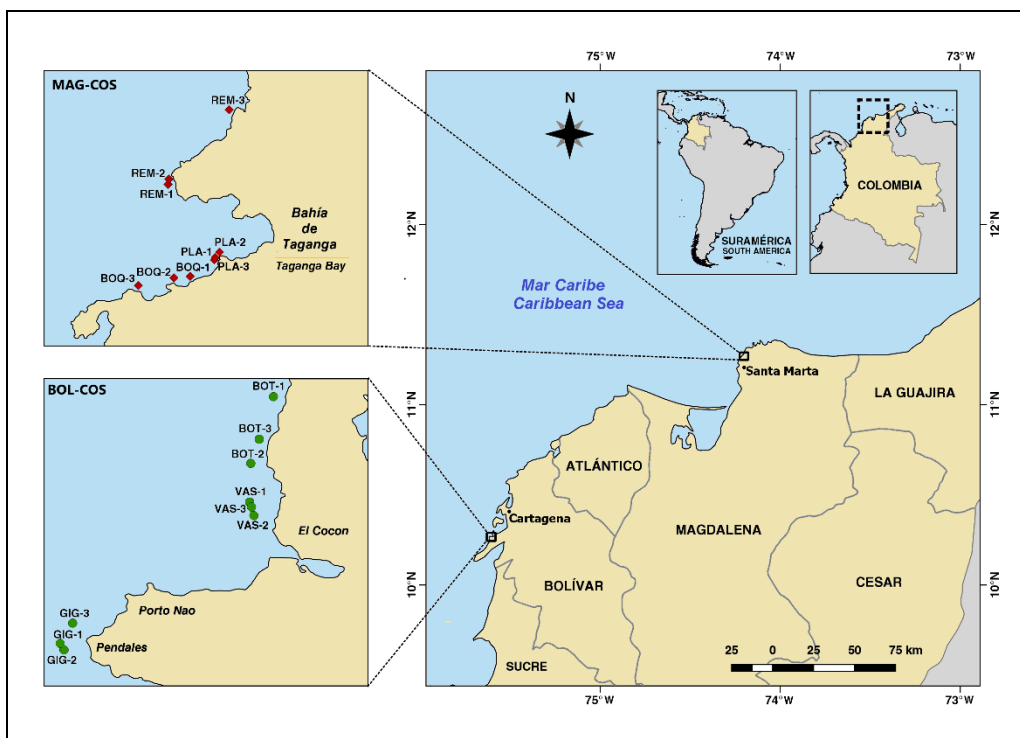 MAG-COS
REM-3
REM-2
REM-1
Bahía
de
Taganga
Taganga Bay
PLA-2
PLA-1
PLA-3
BOQ-1
BOQ-2
BOQ-3
BOL-COS
BOT-1
BOT-3
BOT-2
VAS-1
VAS-3
VAS-2
El Cocon
GIG-3
Porto Nao
GIG-1
Pendales
GIG-2
75°W 74°W 73°W
N
SURAMÉRICA
SOUTH AMERICA
COLOMBIA
12°N 12°N
Mar Caribe
Caribbean Sea
Santa Marta
LA GUAJIRA
11°N 11°N
ATLÁNTICO
Cartagena
MAGDALENA
10°N 10°N
BOLÍVAR
CESAR
SUCRE
25 0 25 50 75 km
75°W 74°W 73°W